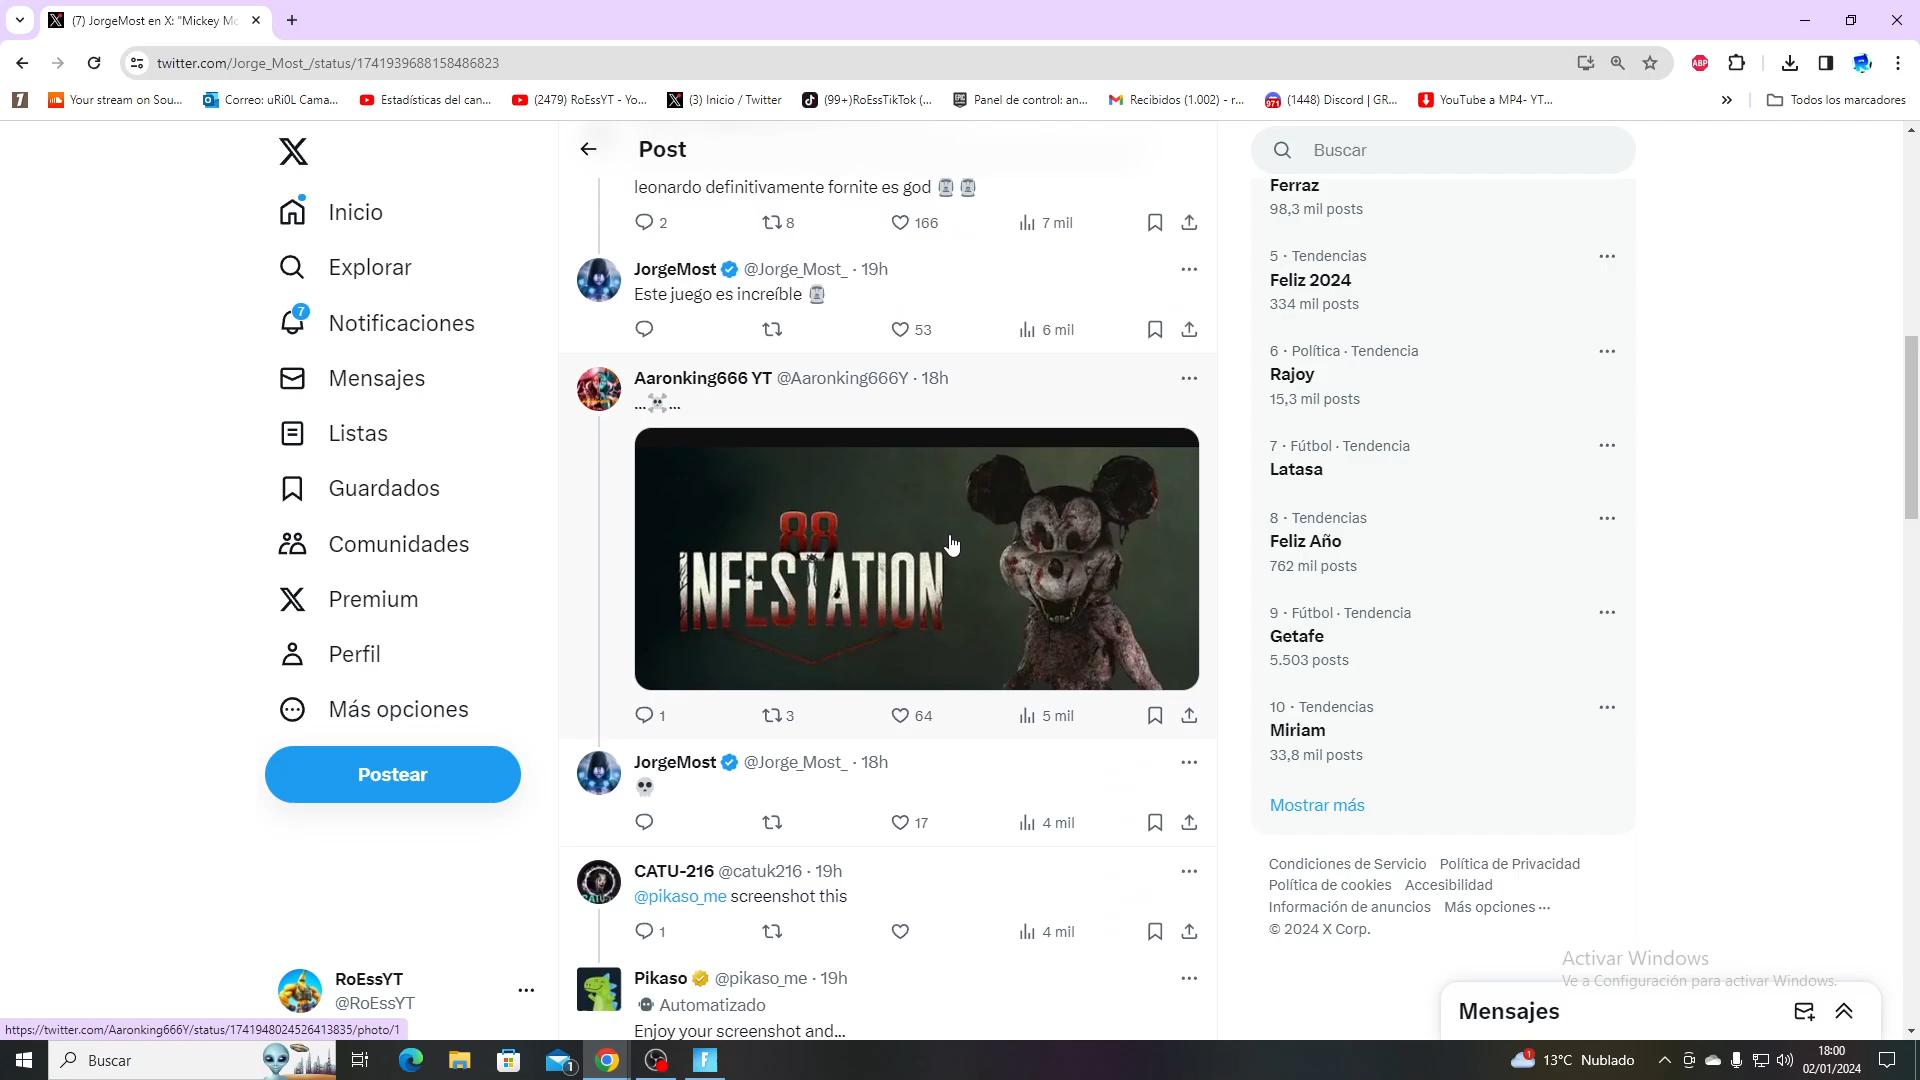 (7) JorgeMost en X: "Mickey Mo
twitter.com/Jorge_Most_/status/1741939688158486823
ABP
Your stream on Sou...
Correo: uRi0L Cama...
Estadísticas del can...
(2479) RoEssYT - Yo...
(3) Inicio / Twitter
(99+)RoEssTikTok (...
Panel de control: an...
Recibidos (1.002) - r...
971
(1448) Discord | GR...
YouTube a MP4- YT...
»
Todos los marcadores
Inicio
Explorar
7
Notificaciones
Mensajes
Listas
Guardados
Comunidades
Premium
Perfil
Más opciones
Postear
RoEssYT
@RoEssYT
https://twitter.com/Aaronking666Y/status/1741948024526413835/photo/1
Post
leonardo definitivamente fornite es god 🗿🗿
2 8 166 7 mil
JorgeMost @Jorge_Most_ · 19h
Este juego es increíble 🗿
53 6 mil
Aaronking666 YT @Aaronking666Y · 18h
...☠️...
88
INFESTATION
1 3 64 5 mil
JorgeMost @Jorge_Most_ · 18h
💀
17 4 mil
CATU-216 @catuk216 · 19h
@pikaso_me screenshot this
1 4 mil
Pikaso @pikaso_me · 19h
Automatizado
Enjoy your screenshot and...
Buscar
Ferraz
98,3 mil posts
5 · Tendencias
Feliz 2024
334 mil posts
6 · Política · Tendencia
Rajoy
15,3 mil posts
7 · Fútbol · Tendencia
Latasa
8 · Tendencias
Feliz Año
762 mil posts
9 · Fútbol · Tendencia
Getafe
5.503 posts
10 · Tendencias
Miriam
33,8 mil posts
Mostrar más
Condiciones de Servicio Política de Privacidad
Política de cookies Accesibilidad
Información de anuncios Más opciones ···
© 2024 X Corp.
Activar Windows
Ve a Configuración para activar Windows.
Mensajes
Buscar
1
1
13°C Nublado
18:00
02/01/2024